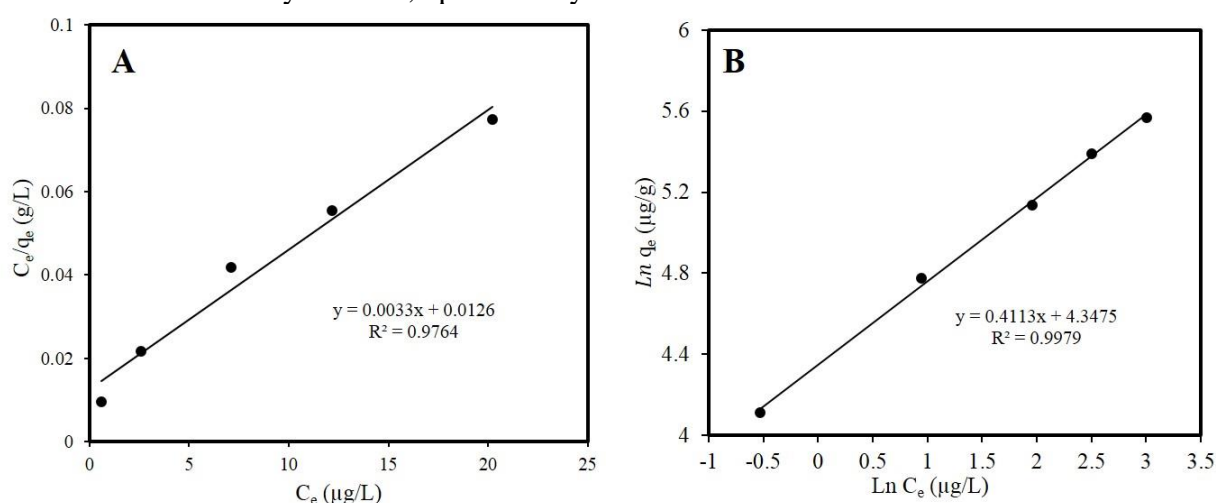 A
0.1
0.08
0.06
0.04
0.02
0
0 5 10 15 20 25
Cₑ/qₑ (g/L)
Cₑ (µg/L)
y = 0.0033x + 0.0126
R² = 0.9764
B
6
5.6
5.2
4.8
4.4
4
-1 -0.5 0 0.5 1 1.5 2 2.5 3 3.5
Ln qₑ (µg/g)
Ln Cₑ (µg/L)
y = 0.4113x + 4.3475
R² = 0.9979